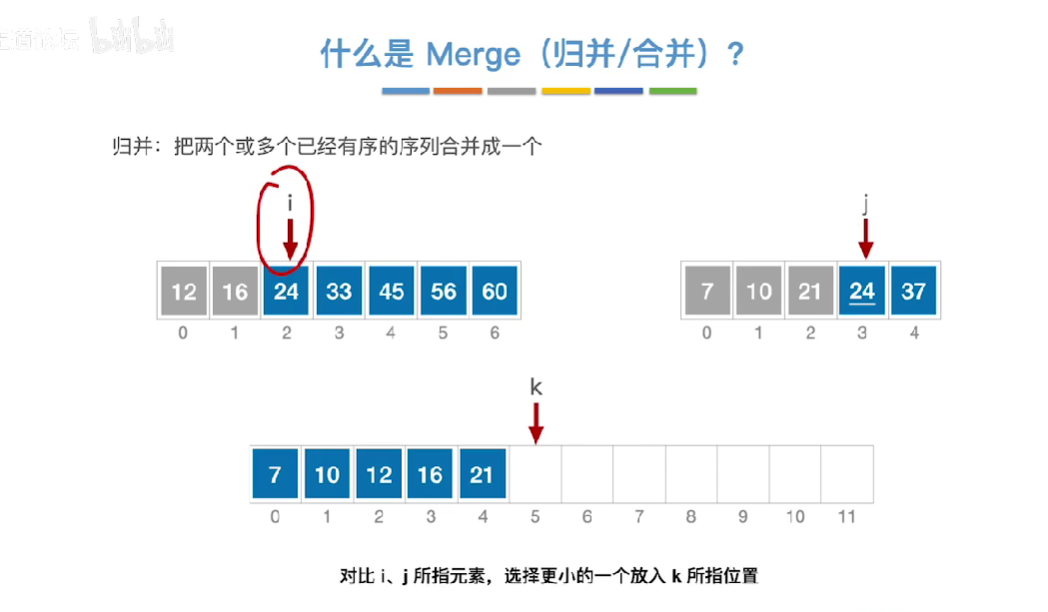 bilibili
什么是 Merge（归并/合并）？
归并：把两个或多个已经有序的序列合并成一个
i
j
12 16 24 33 45 56 60
7 10 21 24 37
0 1 2 3 4 5 6
0 1 2 3 4
k
7 10 12 16 21
0 1 2 3 4 5 6 7 8 9 10 11
对比 i、j 所指元素，选择更小的一个放入 k 所指位置